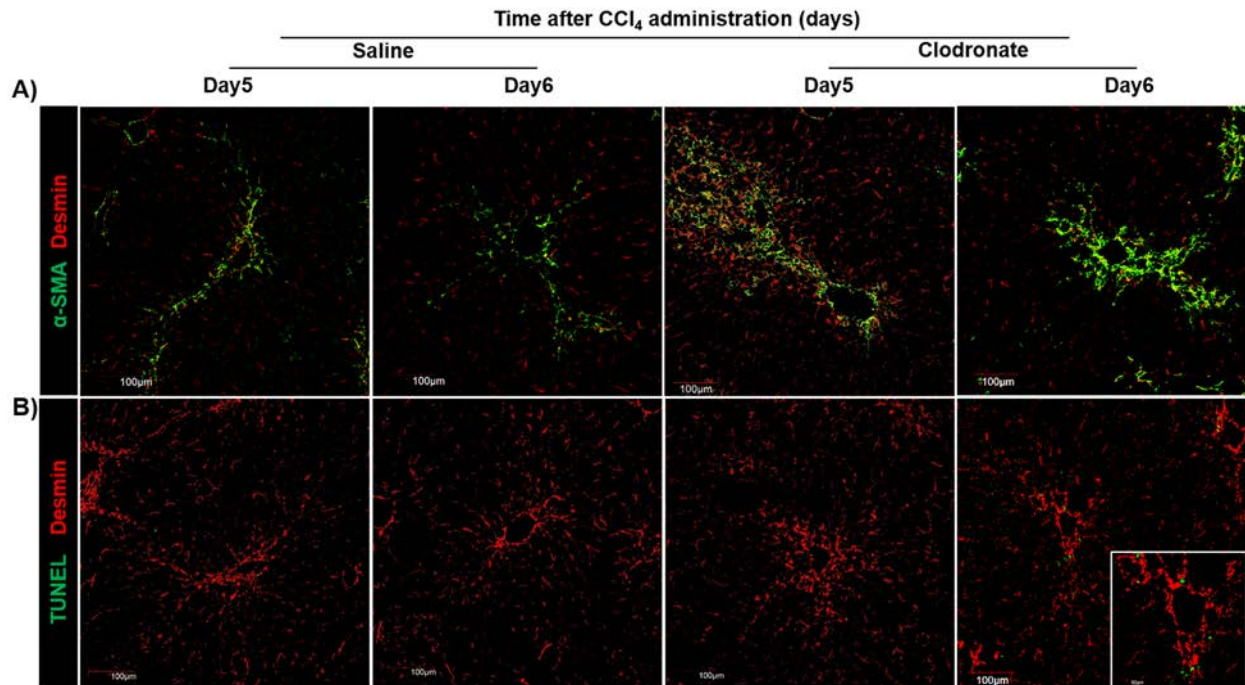 Time after CCl₄ administration (days)
Saline Clodronate
Day5 Day6 Day5 Day6
A)
α-SMA Desmin
100µm 100µm 100µm 100µm
B)
TUNEL Desmin
100µm 100µm 100µm 100µm